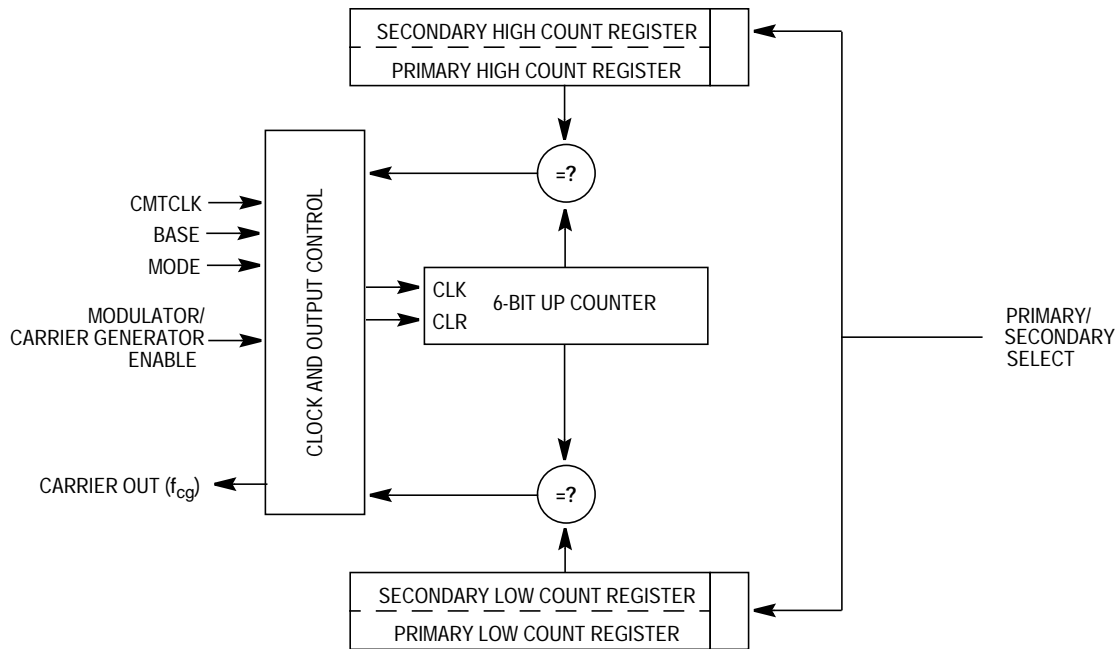 SECONDARY HIGH COUNT REGISTER
PRIMARY HIGH COUNT REGISTER
=?
CMTCLK
BASE
MODE
MODULATOR/
CARRIER GENERATOR
ENABLE
CLOCK AND OUTPUT CONTROL
CLK
CLR
6-BIT UP COUNTER
PRIMARY/
SECONDARY
SELECT
CARRIER OUT (fcg)
=?
SECONDARY LOW COUNT REGISTER
PRIMARY LOW COUNT REGISTER